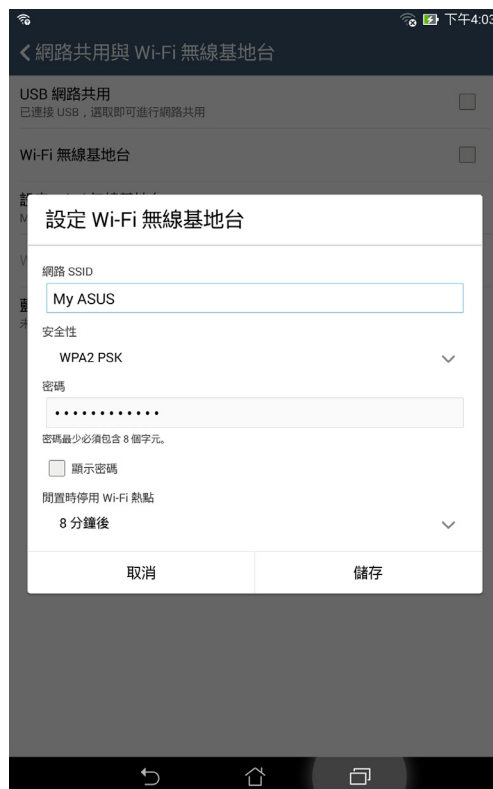 下午4:03
網路共用與 Wi-Fi 無線基地台
USB 網路共用
已連接 USB，選取即可進行網路共用
Wi-Fi 無線基地台
設定 Wi-Fi 無線基地台
網路 SSID
My ASUS
安全性
WPA2 PSK
密碼
••••••••••••
密碼最少必須包含 8 個字元。
顯示密碼
閒置時停用 Wi-Fi 熱點
8 分鐘後
取消
儲存